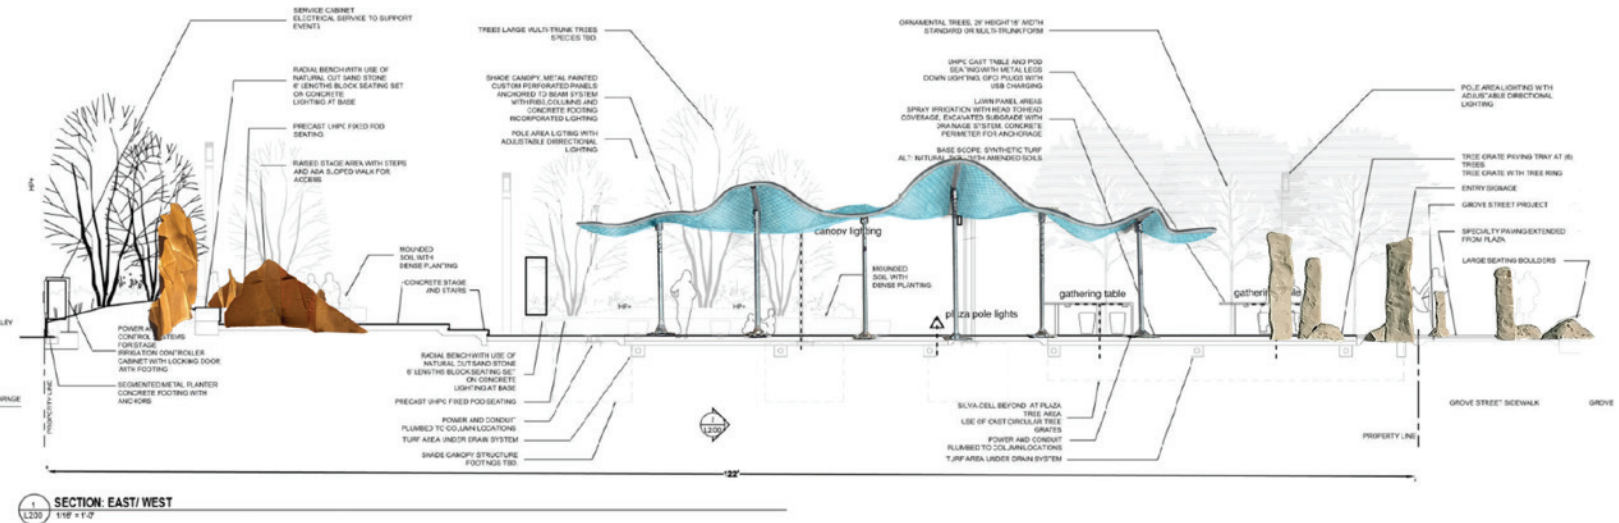 SERVICE CABINET
ELECTRICAL SERVICE TO SUPPORT
EVENTS
RADIAL BENCH WITH USE OF
NATURAL CUT SAND STONE
6' LENGTHS BLOCK SEATING SET
ON CONCRETE
LIGHTING AT BASE
PRECAST UHPC FIXED POD
SEATING
RAISED STAGE AREA WITH STEPS
AND ADA SLOPED WALK FOR
ACCESS
MOUNDED
SOIL WITH
DENSE PLANTING
CONCRETE STAGE
AND STAIRS
HP+
TREES LARGE MULTI-TRUNK TREES
SPECIES TBD.
SHADE CANOPY, METAL PAINTED
CUSTOM PERFORATED PANELS
ANCHORED TO BEAM SYSTEM
WITH RIBS, COLUMNS AND
CONCRETE FOOTING
INCORPORATED LIGHTING
POLE AREA LIGTING WITH
ADJUSTABLE DIRECTIONAL
LIGHTING
ORNAMENTAL TREES, 26' HEIGHT 16' WIDTH
STANDARD OR MULTI-TRUNK FORM
UHPC CAST TABLE AND POD
SEATING WITH METAL LEGS
DOWN LIGHTING, GFCI PLUGS WITH
USB CHARGING
LAWN PANEL AREAS
SPRAY IRRIGATION WITH HEAD TO HEAD
COVERAGE, EXCAVATED SUBGRADE WITH
DRAINAGE SYSTEM, CONCRETE
PERIMETER FOR ANCHORAGE
BASE SCOPE: SYNTHETIC TURF
ALT: NATURAL WITH AMENDED SOILS
POLE AREA LIGHTING WITH
ADJUSTABLE DIRECTIONAL
LIGHTING
TREE GRATE PAVING TRAY AT (6)
TREES
TREE GRATE WITH TREE RING
ENTRY SIGNAGE
GROVE STREET PROJECT
SPECIALTY PAVING EXTENDED
FROM PLAZA
LARGE SEATING BOULDERS
canopy lighting
MOUNDED
SOIL WITH
DENSE PLANTING
HP+
HP+
gathering table
plaza pole lights
POWER
CONTROL
FOR STAGE
IRRIGATION CONTROLLER
CABINET WITH LOCKING DOOR
WITH FOOTING
SEGMENTED METAL PLANTER
CONCRETE FOOTING WITH
ANCHORS
PROPERTY LINE
RADIAL BENCH WITH USE OF
NATURAL CUT SAND STONE
6' LENGTHS BLOCK SEATING SET
ON CONCRETE
LIGHTING AT BASE
PRECAST UHPC FIXED POD SEATING
POWER AND CONDUIT
PLUMBED TO COLUMN LOCATIONS
TURF AREA UNDER DRAIN SYSTEM
SHADE CANOPY STRUCTURE
FOOTINGS TBD.
1
L200
SILVA-CELL BEYOND AT PLAZA
TREE AREA
USE OF CAST CIRCULAR TREE
GRATES
POWER AND CONDUIT
PLUMBED TO COLUMN LOCATIONS
TURF AREA UNDER DRAIN SYSTEM
PROPERTY LINE
GROVE STREET SIDEWALK
GROVE
122'
1
L200
SECTION: EAST/ WEST
1/16" = 1'-0"